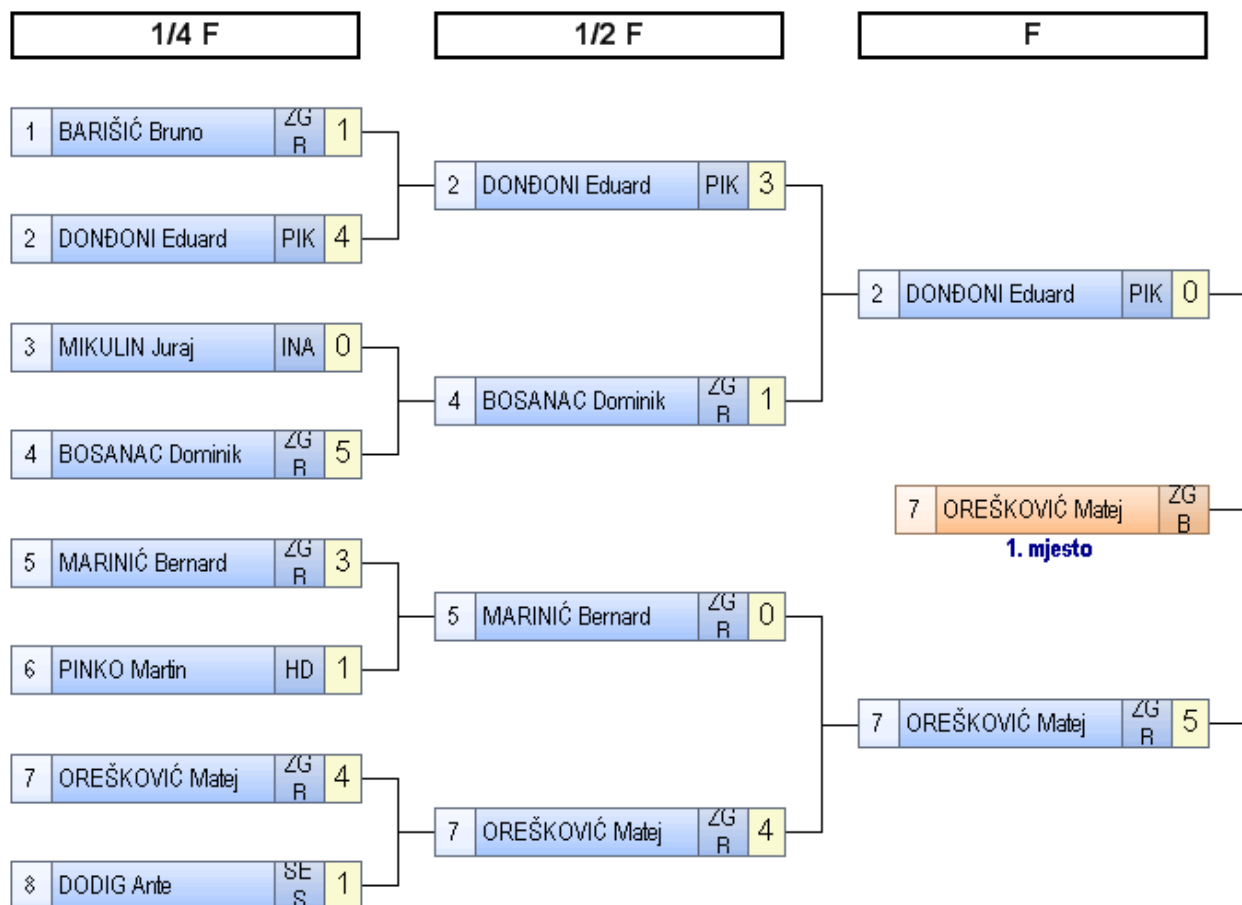 1/4 F
1/2 F
F
1 BARIŠIĆ Bruno ZG R 1
2 DONĐONI Eduard PIK 4
3 MIKULIN Juraj INA 0
4 BOSANAC Dominik ZG R 5
5 MARINIĆ Bernard ZG R 3
6 PINKO Martin HD 1
7 OREŠKOVIĆ Matej ZG R 4
8 DODIG Ante SE S 1
2 DONĐONI Eduard PIK 3
4 BOSANAC Dominik ZG R 1
5 MARINIĆ Bernard ZG R 0
7 OREŠKOVIĆ Matej ZG R 4
2 DONĐONI Eduard PIK 0
7 OREŠKOVIĆ Matej ZG B
1. mjesto
7 OREŠKOVIĆ Matej ZG R 5